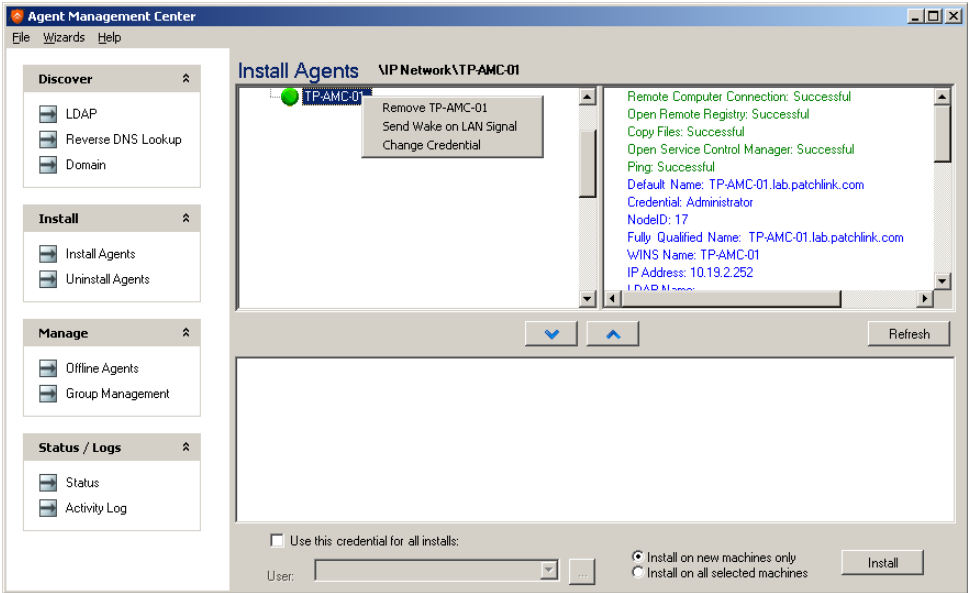 Agent Management Center
File Wizards Help
Discover
LDAP
Reverse DNS Lookup
Domain
Install
Install Agents
Uninstall Agents
Manage
Offline Agents
Group Management
Status / Logs
Status
Activity Log
Install Agents \IP Network\TP-AMC-01
TP-AMC-01
Remove TP-AMC-01
Send Wake on LAN Signal
Change Credential
Remote Computer Connection: Successful
Open Remote Registry: Successful
Copy Files: Successful
Open Service Control Manager: Successful
Ping: Successful
Default Name: TP-AMC-01.lab.patchlink.com
Credential: Administrator
NodeID: 17
Fully Qualified Name: TP-AMC-01.lab.patchlink.com
WINS Name: TP-AMC-01
IP Address: 10.19.2.252
LDAP Name:
Refresh
Use this credential for all installs:
User:
...
Install on new machines only
Install on all selected machines
Install